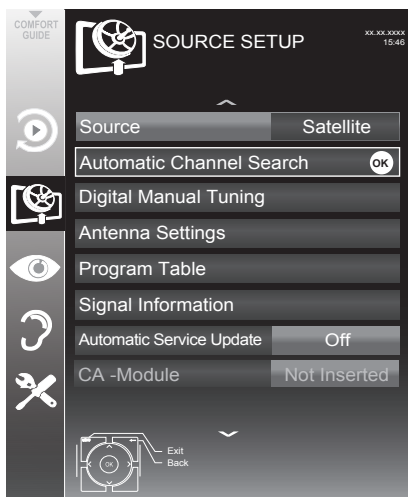 COMFORT
GUIDE
SOURCE SETUP
xx.xx.xxxx
15:46
Source Satellite
Automatic Channel Search OK
Digital Manual Tuning
Antenna Settings
Program Table
Signal Information
Automatic Service Update Off
CA -Module Not Inserted
Exit
OK Back